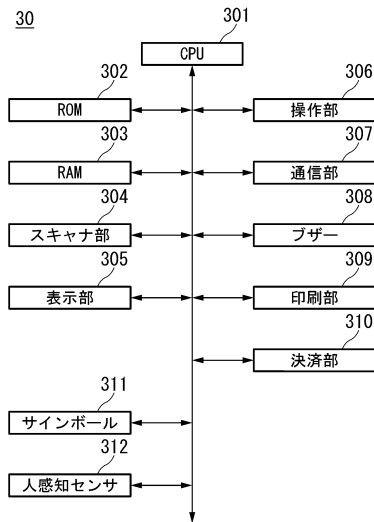 30
301
CPU
302
ROM
306
操作部
303
RAM
307
通信部
304
スキャナ部
308
ブザー
305
表示部
309
印刷部
310
決済部
311
サインボール
312
人感知センサ